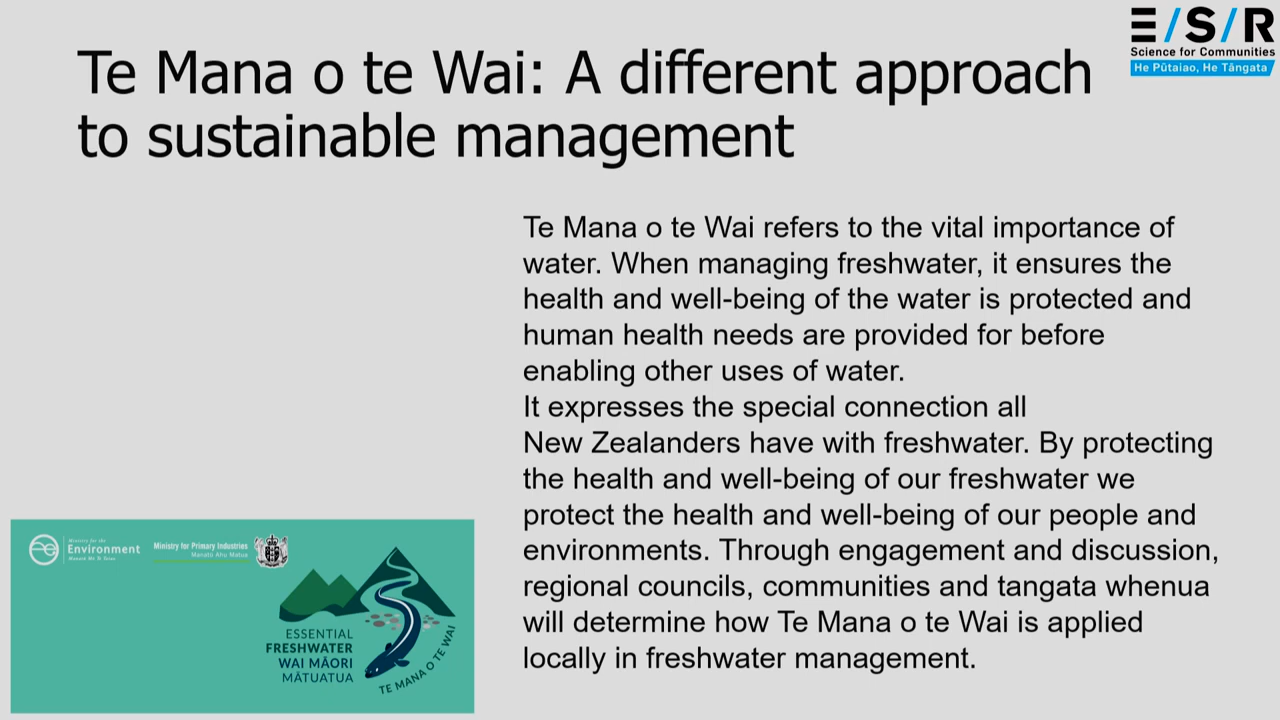 E/S/R
Science for Communities
He Pūtaiao, He Tāngata
Te Mana o te Wai: A different approach
to sustainable management
Te Mana o te Wai refers to the vital importance of
water. When managing freshwater, it ensures the
health and well-being of the water is protected and
human health needs are provided for before
enabling other uses of water.
It expresses the special connection all
New Zealanders have with freshwater. By protecting
the health and well-being of our freshwater we
protect the health and well-being of our people and
environments. Through engagement and discussion,
regional councils, communities and tangata whenua
will determine how Te Mana o te Wai is applied
locally in freshwater management.
Ministry for the
Environment
Manatū Mō Te Taiao
Ministry for Primary Industries
Manatū Ahu Matua
ESSENTIAL
FRESHWATER
WAI MĀORI
MĀTUATUA
TE MANA O TE WAI